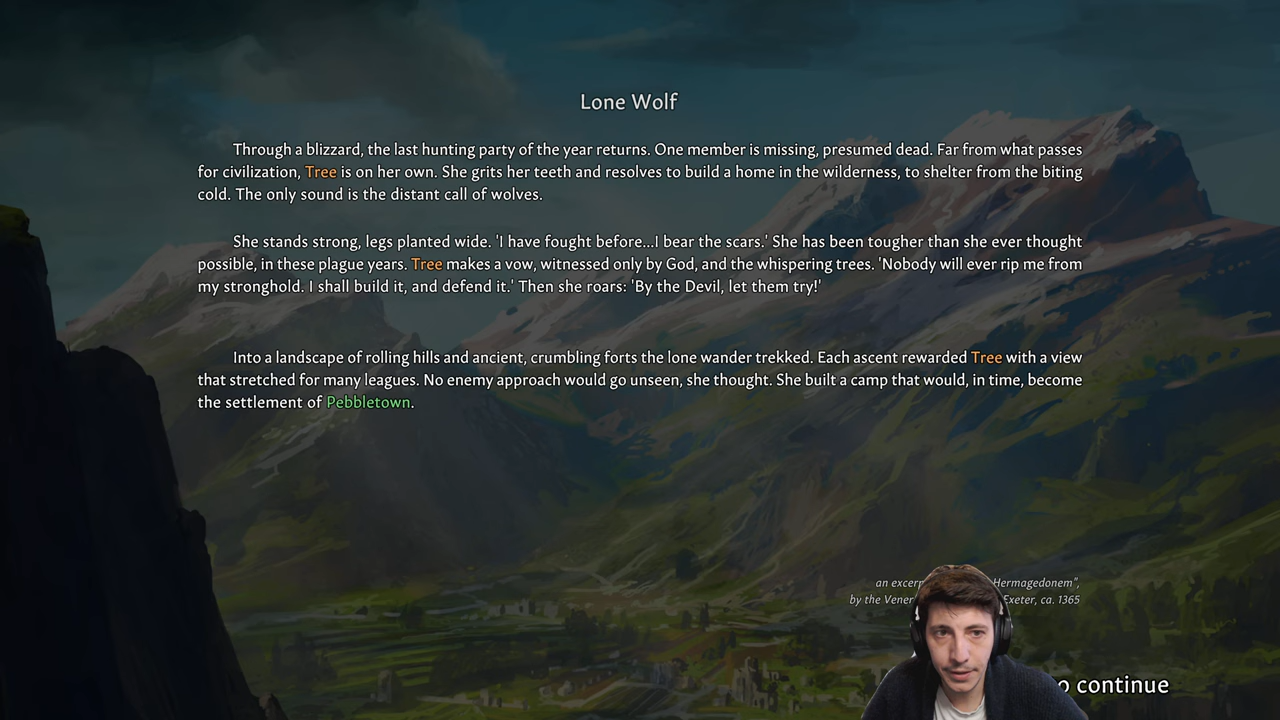 Lone Wolf
Through a blizzard, the last hunting party of the year returns. One member is missing, presumed dead. Far from what passes
for civilization, Tree is on her own. She grits her teeth and resolves to build a home in the wilderness, to shelter from the biting
cold. The only sound is the distant call of wolves.
She stands strong, legs planted wide. 'I have fought before...I bear the scars.' She has been tougher than she ever thought
possible, in these plague years. Tree makes a vow, witnessed only by God, and the whispering trees. 'Nobody will ever rip me from
my stronghold. I shall build it, and defend it.' Then she roars: 'By the Devil, let them try!'
Into a landscape of rolling hills and ancient, crumbling forts the lone wander trekked. Each ascent rewarded Tree with a view
that stretched for many leagues. No enemy approach would go unseen, she thought. She built a camp that would, in time, become
the settlement of Pebbletown.
an Hermagedonem",
by the Exeter, ca. 1365
continue